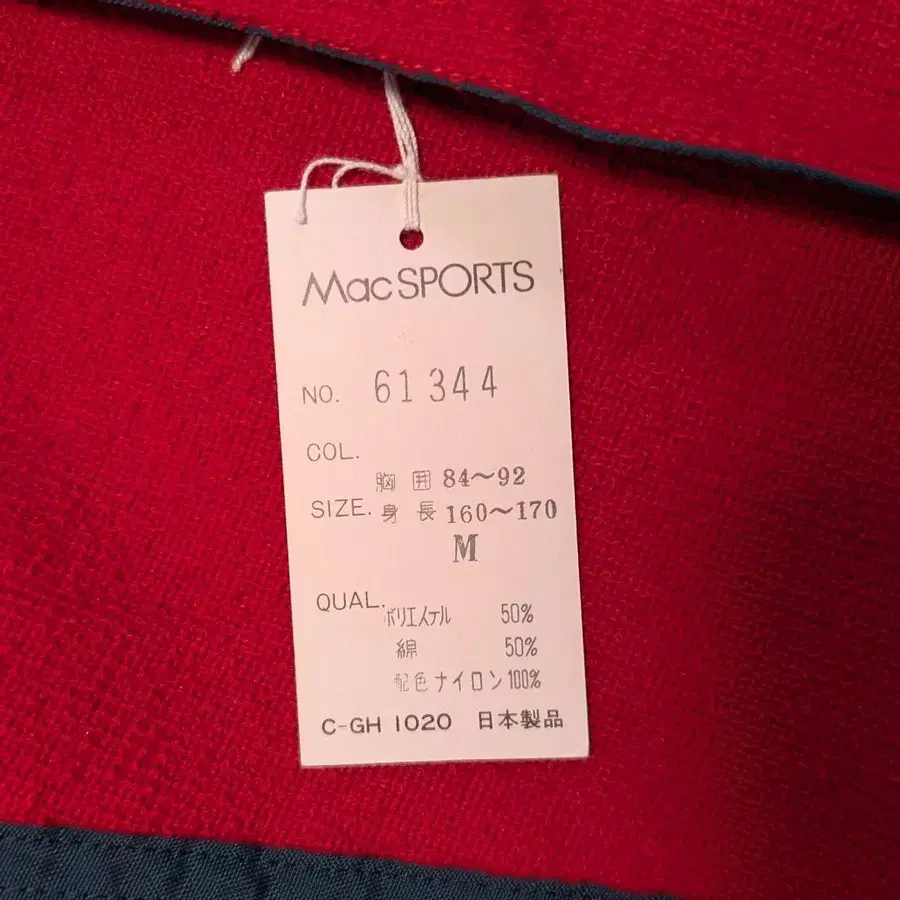 MacSPORTS
NO. 61344
COL.
胸囲 84〜92
SIZE. 身長 160〜170
M
QUAL. ポリエステル 50%
綿 50%
配色ナイロン 100%
C-GH 1020 日本製品